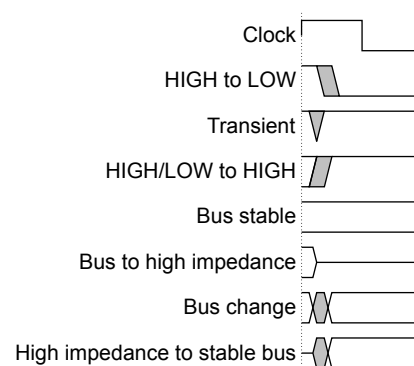 Clock
HIGH to LOW
Transient
HIGH/LOW to HIGH
Bus stable
Bus to high impedance
Bus change
High impedance to stable bus